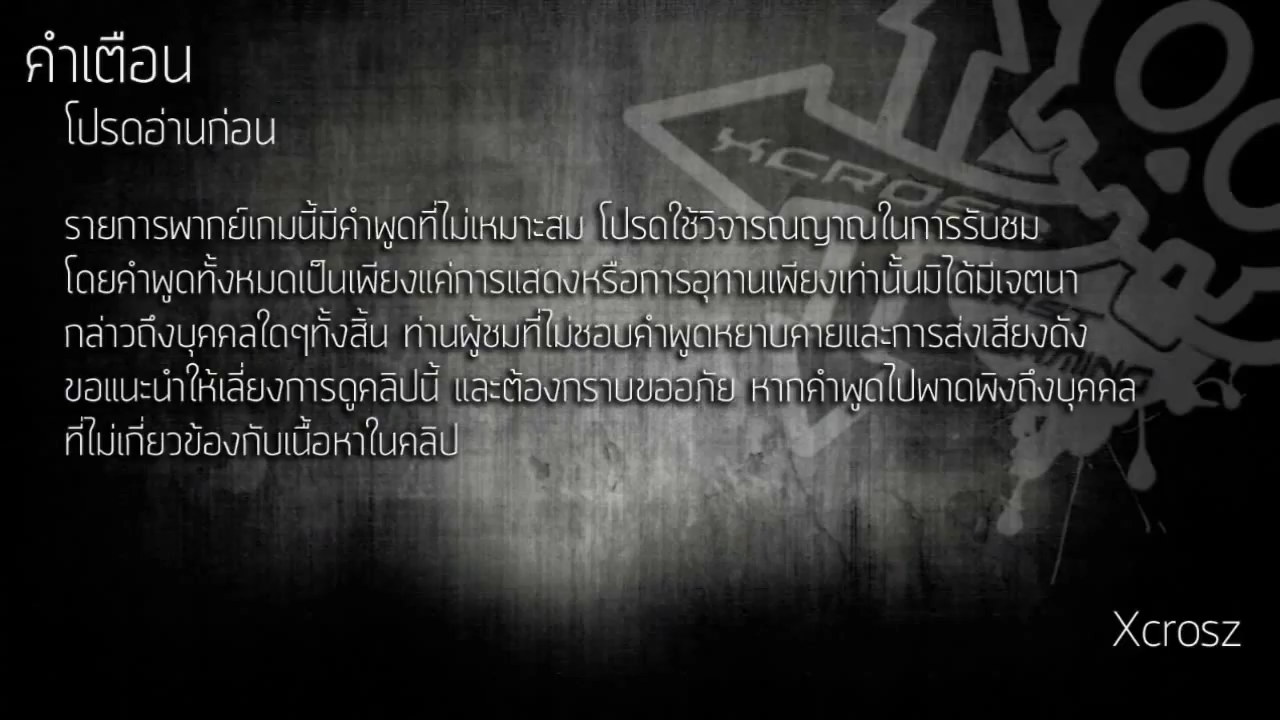 คำเตือน
โปรดอ่านก่อน
XCROSZ
รายการพากย์เกมนี้มีคำพูดที่ไม่เหมาะสม โปรดใช้วิจารณญาณในการรับชม
โดยคำพูดทั้งหมดเป็นเพียงแค่การแสดงหรือการอุทานเพียงเท่านั้นมิได้มีเจตนา
กล่าวถึงบุคคลใดๆทั้งสิ้น ท่านผู้ชมที่ไม่ชอบคำพูดหยาบคายและการส่งเสียงดัง
ขอแนะนำให้เลี่ยงการดูคลิปนี้ และต้องกราบขออภัย หากคำพูดไปพาดพิงถึงบุคคล
ที่ไม่เกี่ยวข้องกับเนื้อหาในคลิป
Xcrosz